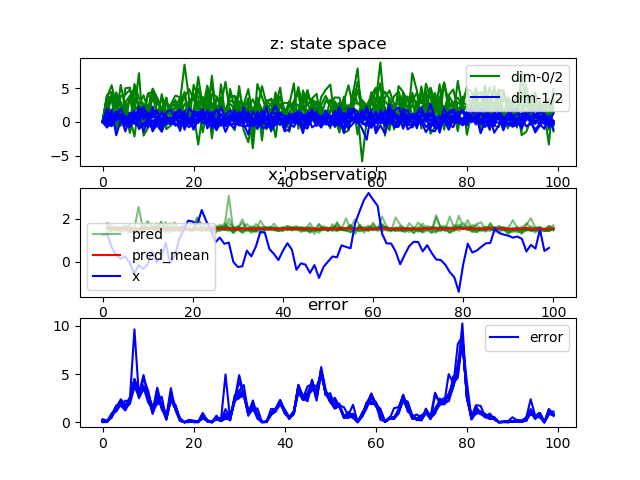 z: state space
5
0
−5
dim-0/2
dim-1/2
0 20 40 60 80 100
x: observation
2
0
pred
pred_mean
x
0 20 40 60 80 100
error
10
5
0
error
0 20 40 60 80 100